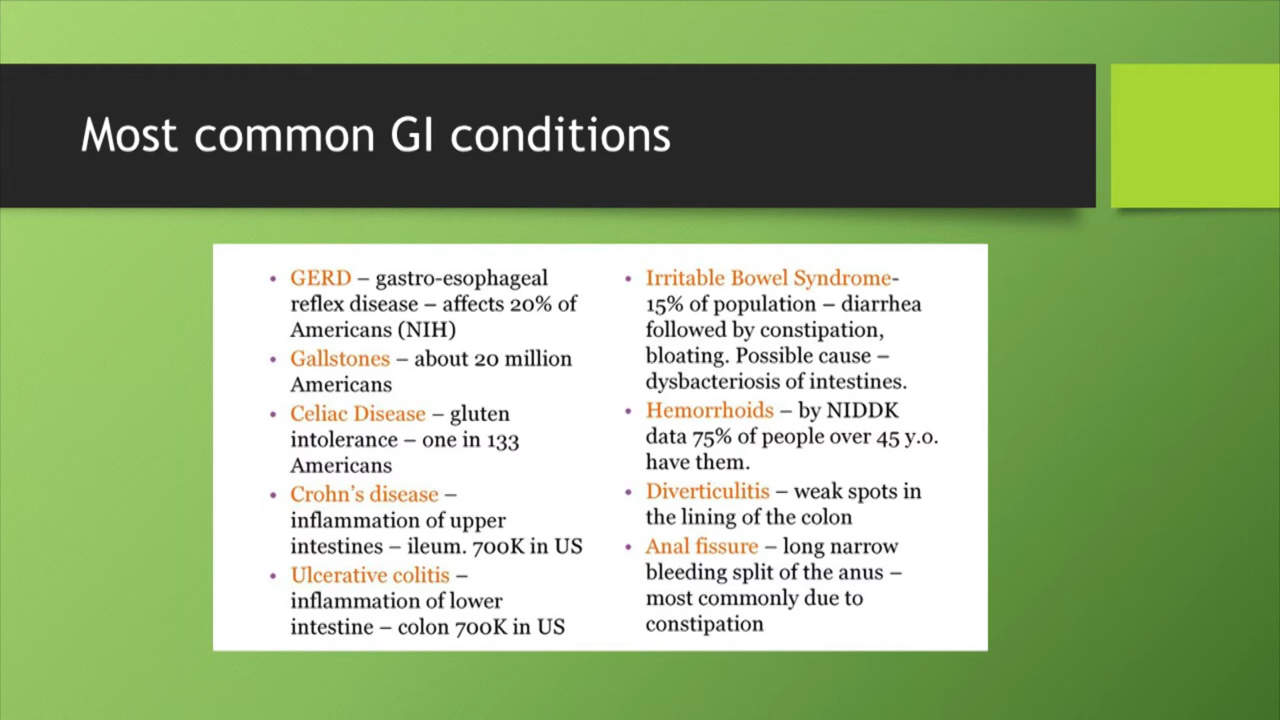 Most common GI conditions
• GERD – gastro-esophageal
reflex disease – affects 20% of
Americans (NIH)
• Gallstones – about 20 million
Americans
• Celiac Disease – gluten
intolerance – one in 133
Americans
• Crohn’s disease –
inflammation of upper
intestines – ileum. 700K in US
• Ulcerative colitis –
inflammation of lower
intestine – colon 700K in US
• Irritable Bowel Syndrome-
15% of population – diarrhea
followed by constipation,
bloating. Possible cause –
dysbacteriosis of intestines.
• Hemorrhoids – by NIDDK
data 75% of people over 45 y.o.
have them.
• Diverticulitis – weak spots in
the lining of the colon
• Anal fissure – long narrow
bleeding split of the anus –
most commonly due to
constipation